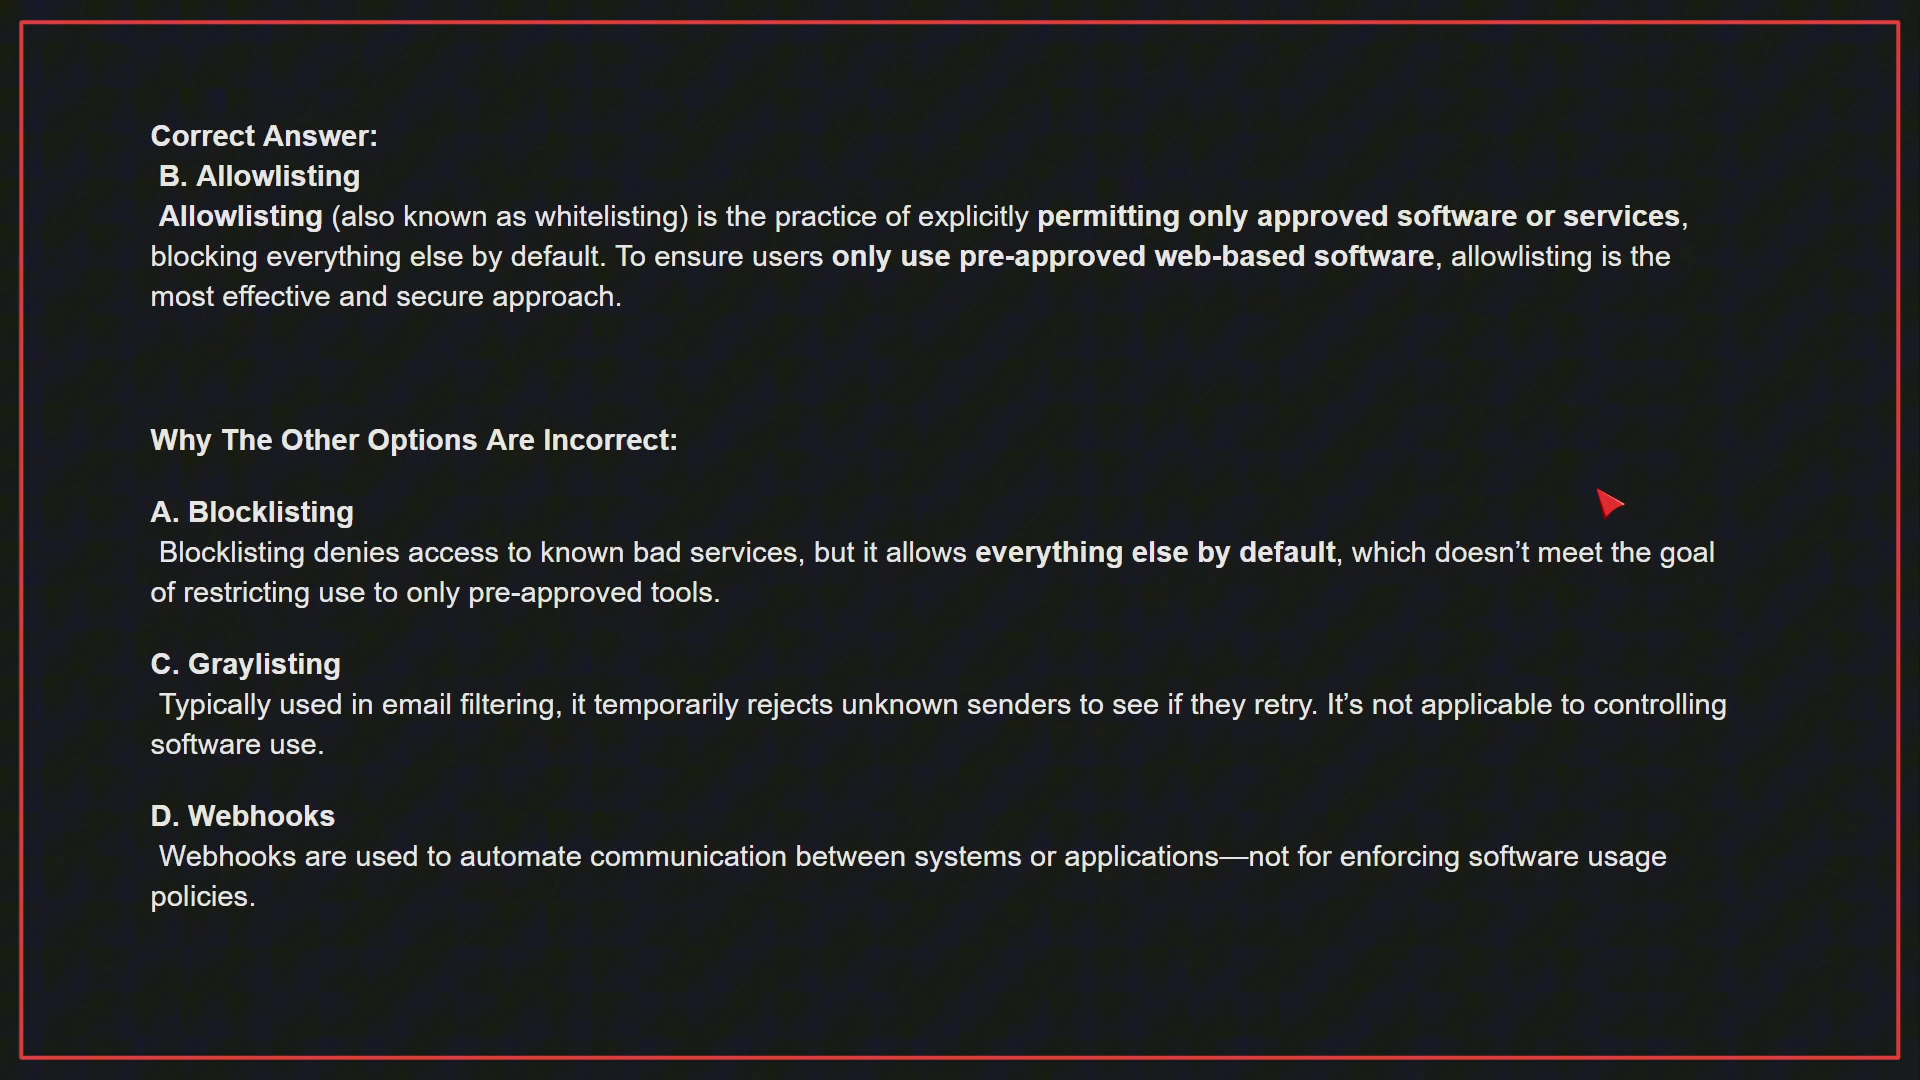 Correct Answer:
B. Allowlisting
Allowlisting (also known as whitelisting) is the practice of explicitly permitting only approved software or services,
blocking everything else by default. To ensure users only use pre-approved web-based software, allowlisting is the
most effective and secure approach.
Why The Other Options Are Incorrect:
A. Blocklisting
Blocklisting denies access to known bad services, but it allows everything else by default, which doesn’t meet the goal
of restricting use to only pre-approved tools.
C. Graylisting
Typically used in email filtering, it temporarily rejects unknown senders to see if they retry. It’s not applicable to controlling
software use.
D. Webhooks
Webhooks are used to automate communication between systems or applications—not for enforcing software usage
policies.